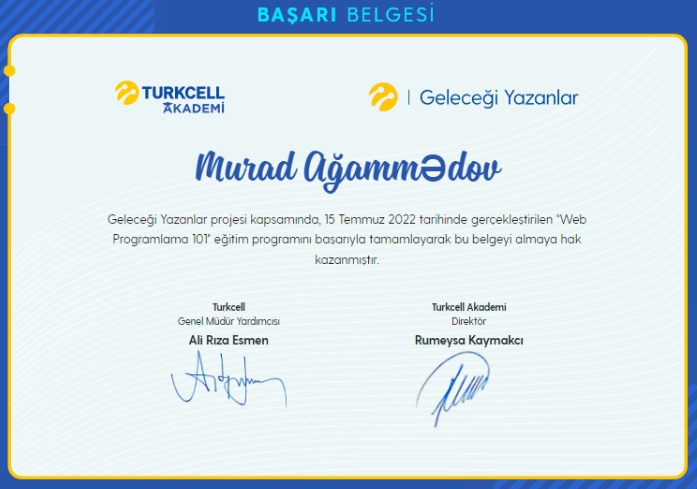 BAŞARI BELGESİ
TURKCELL
AKADEMİ
Geleceği Yazanlar
Murad Ağammədov
Geleceği Yazanlar projesi kapsamında, 15 Temmuz 2022 tarihinde gerçekleştirilen "Web
Programlama 101" eğitim programını başarıyla tamamlayarak bu belgeyi almaya hak
kazanmıştır.
Turkcell
Genel Müdür Yardımcısı
Ali Rıza Esmen
Turkcell Akademi
Direktör
Rumeysa Kaymakcı